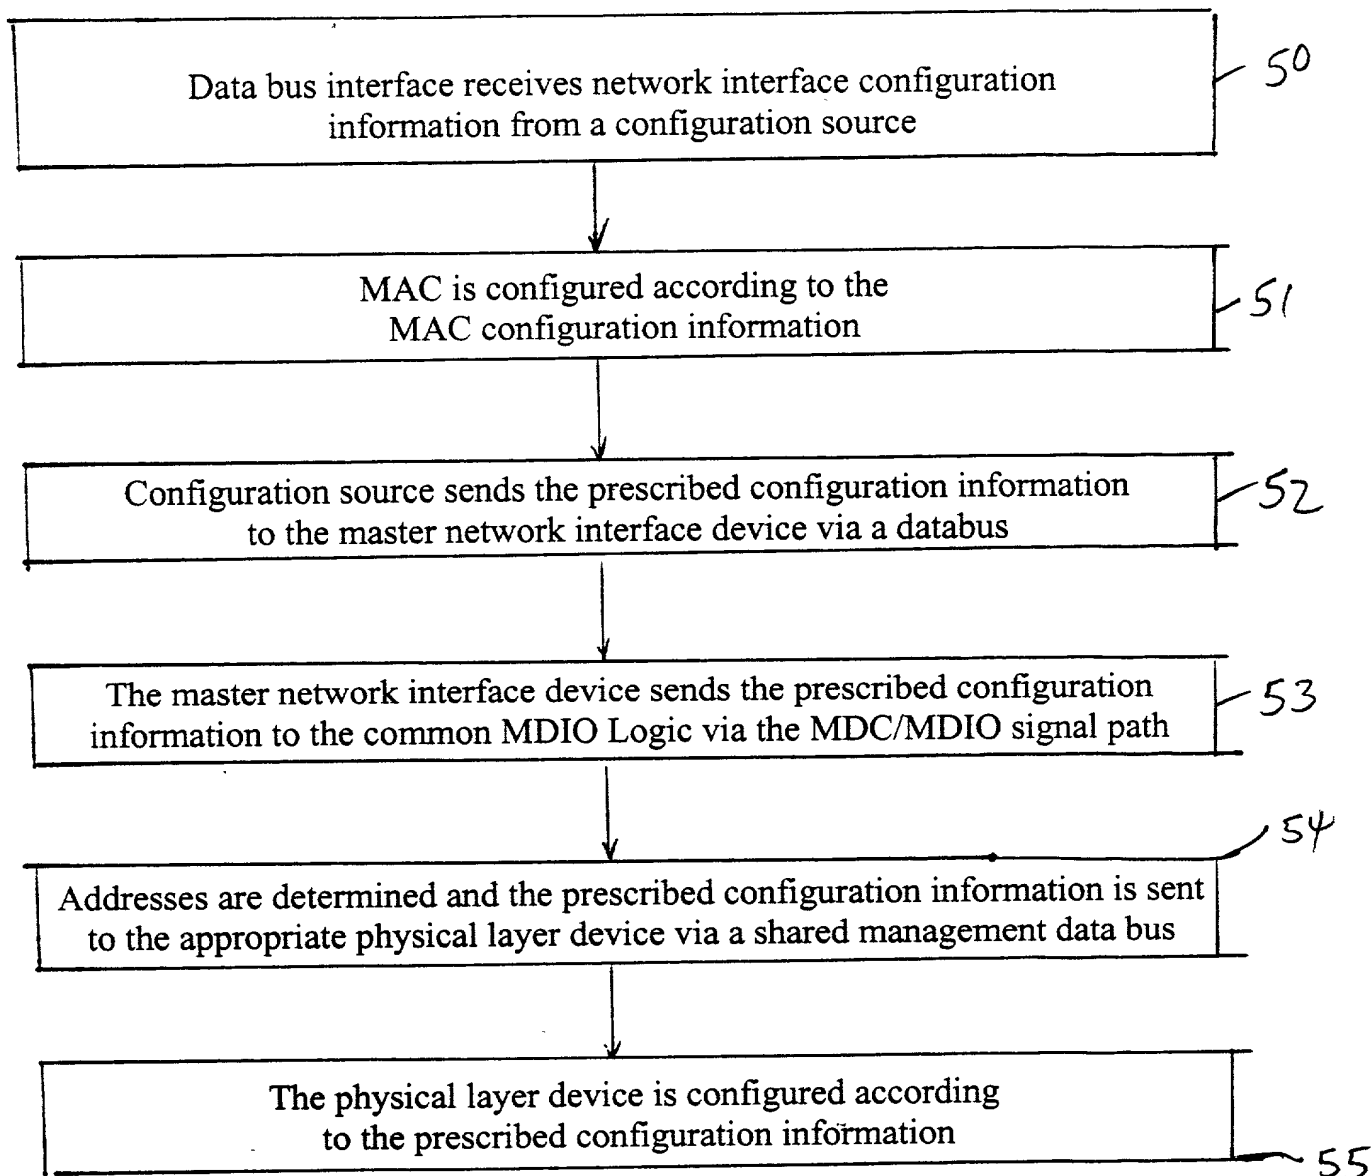 Data bus interface receives network interface configuration
information from a configuration source
50
MAC is configured according to the
MAC configuration information
51
Configuration source sends the prescribed configuration information
to the master network interface device via a databus
52
The master network interface device sends the prescribed configuration
information to the common MDIO Logic via the MDC/MDIO signal path
53
54
Addresses are determined and the prescribed configuration information is sent
to the appropriate physical layer device via a shared management data bus
The physical layer device is configured according
to the prescribed configuration information
55